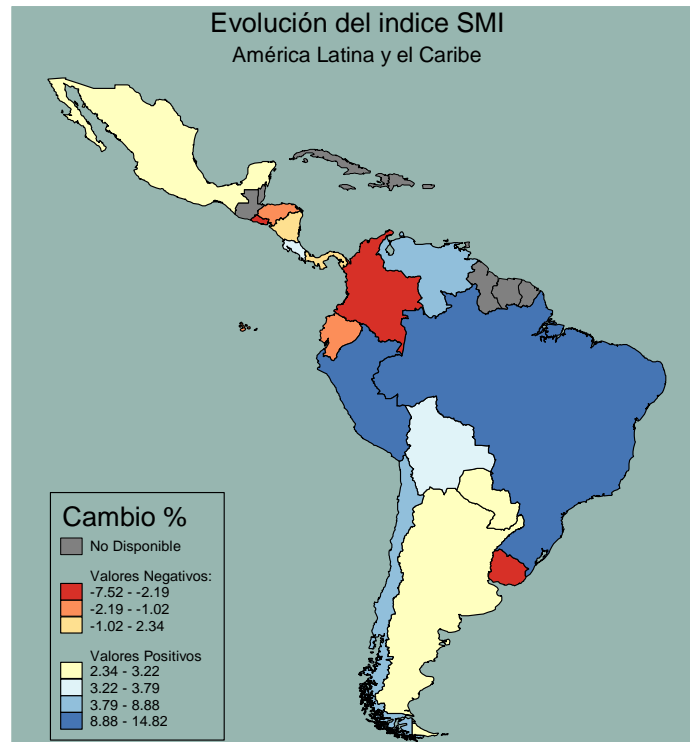 Evolución del indice SMI
América Latina y el Caribe
Cambio %
No Disponible
Valores Negativos:
-7.52 - -2.19
-2.19 - -1.02
-1.02 - 2.34
Valores Positivos
2.34 - 3.22
3.22 - 3.79
3.79 - 8.88
8.88 - 14.82